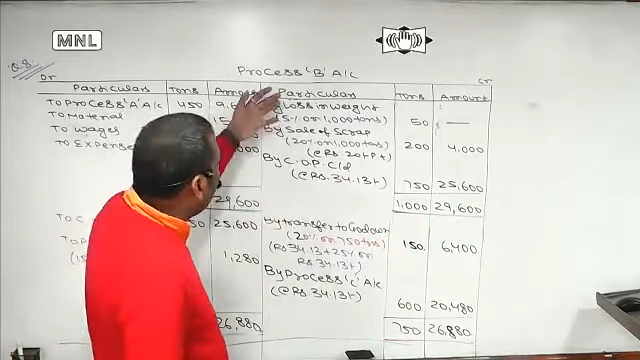 MNL
Q.8.
Process 'B' A/c
Dr
Cr
Particulars Tons Amount Particulars Tons Amount
To Process 'A' A/c 450 By Loss in weight
To Material (5% on 1,000 tons) 50 —
To Wages By Sale of Scrap
(20% on 1,000 tons) 200 4,000
To Expense (@ Rs. 20 + P.t)
By C.O.P. C/d
(@ Rs. 34.13 t) 750 25,600
29,600 1,000 29,600
25,600 By transfer to Godown
(20% on 750 tons) 150 6,400
(Rs 34.13 + 25% on
1,280 Rs 34.13 t)
By Process 'C' A/c
(@ Rs 34.13 t) 600 20,480
26,880 750 26,880